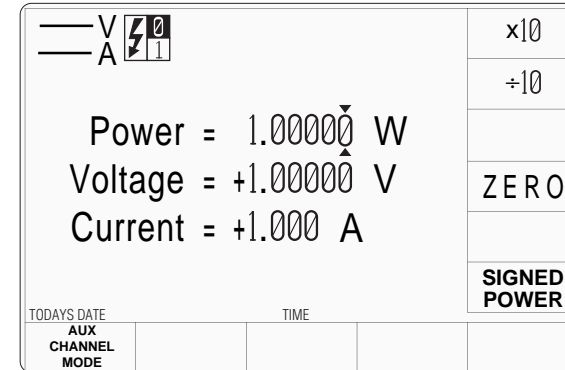 V
A
0
1
x10
÷10
Power = 1.00000 W
Voltage = +1.00000 V
Current = +1.000 A
ZERO
SIGNED
POWER
TODAYS DATE TIME
AUX
CHANNEL
MODE